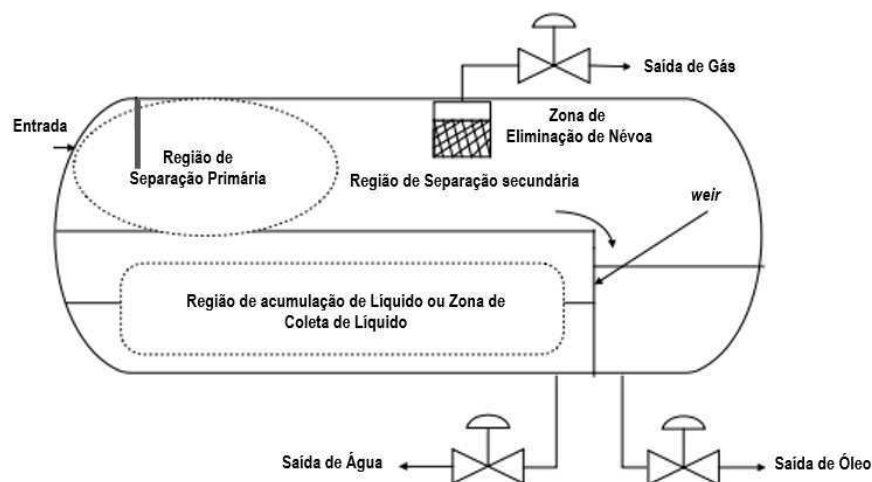 Saída de Gás
Entrada
Zona de
Eliminação de Névoa
Região de
Separação Primária
Região de Separação secundária
weir
Região de acumulação de Líquido ou Zona de
Coleta de Líquido
Saída de Água
Saída de Óleo